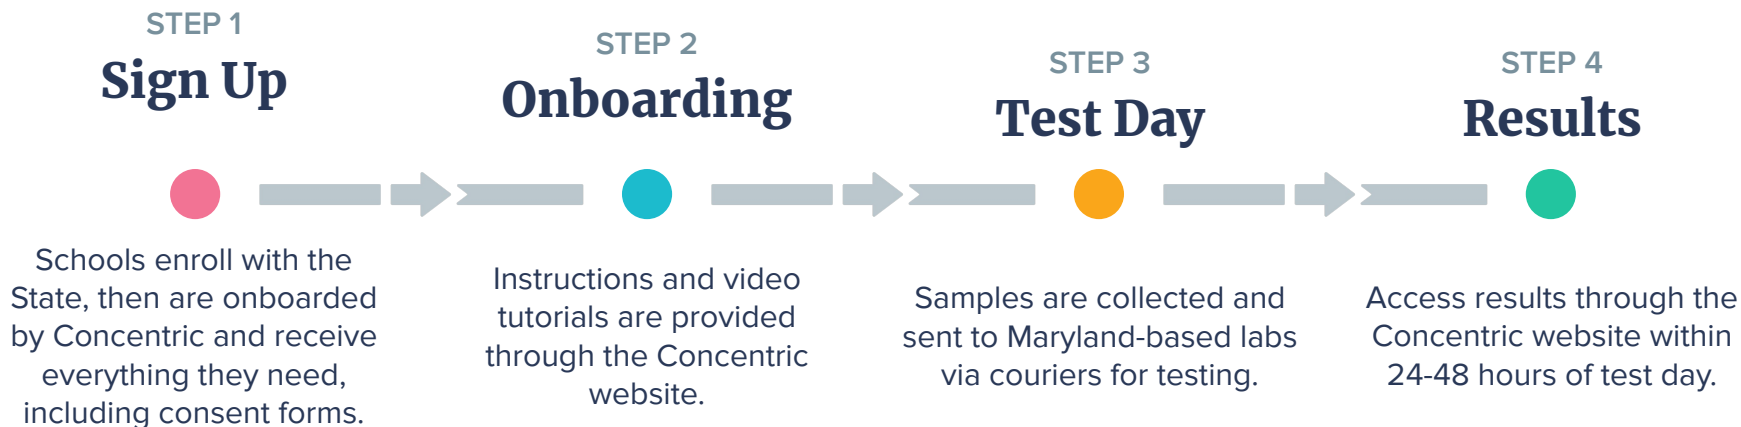 STEP 1
Sign Up
Schools enroll with the
State, then are onboarded
by Concentric and receive
everything they need,
including consent forms.
STEP 2
Onboarding
Instructions and video
tutorials are provided
through the Concentric
website.
STEP 3
Test Day
Samples are collected and
sent to Maryland-based labs
via couriers for testing.
STEP 4
Results
Access results through the
Concentric website within
24-48 hours of test day.